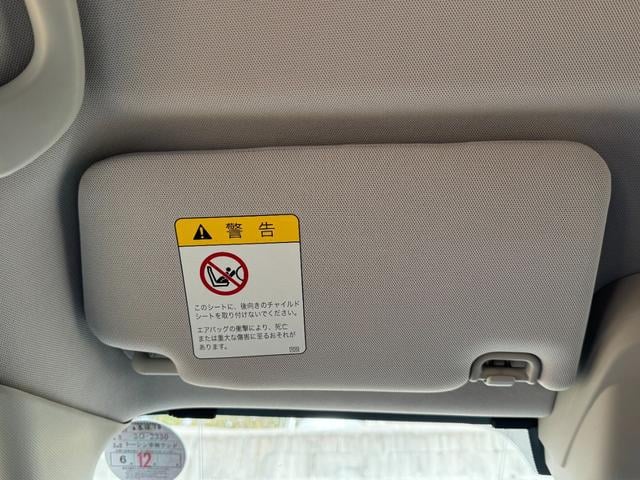 警告
このシートに、後向きのチャイルド
シートを取り付けないでください。
エアバッグの衝撃により、死亡
または重大な傷害に至るおそれが
あります。
30-2330
6 12